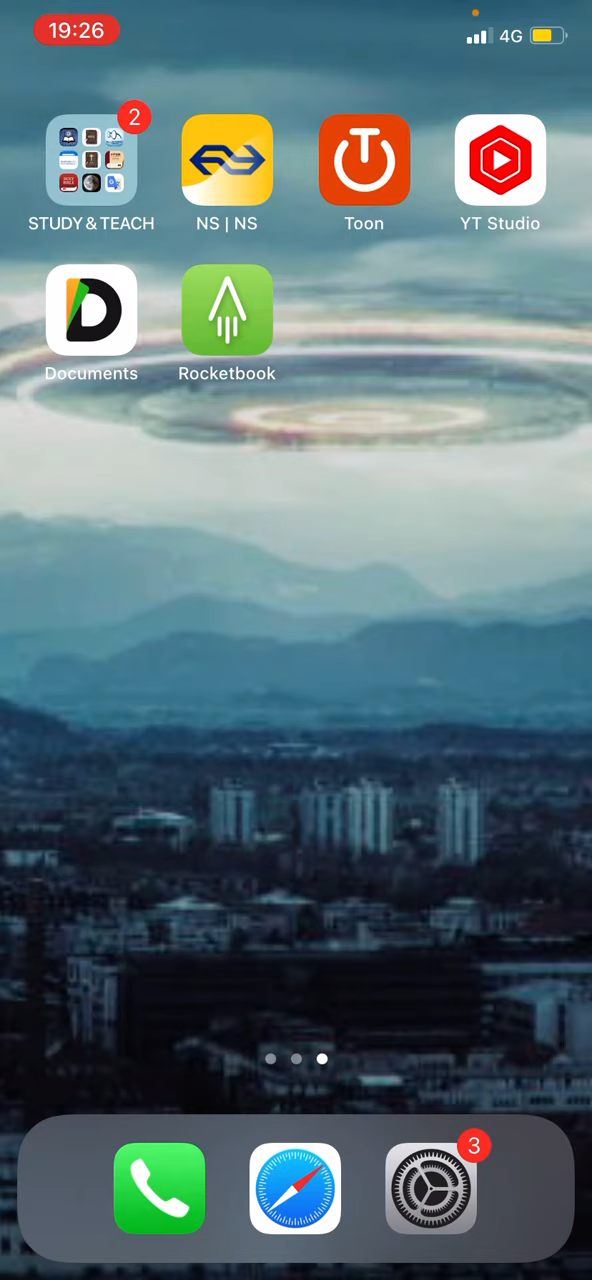 19:26
4G
2
STUDY & TEACH
NS | NS
Toon
YT Studio
Documents
Rocketbook
3